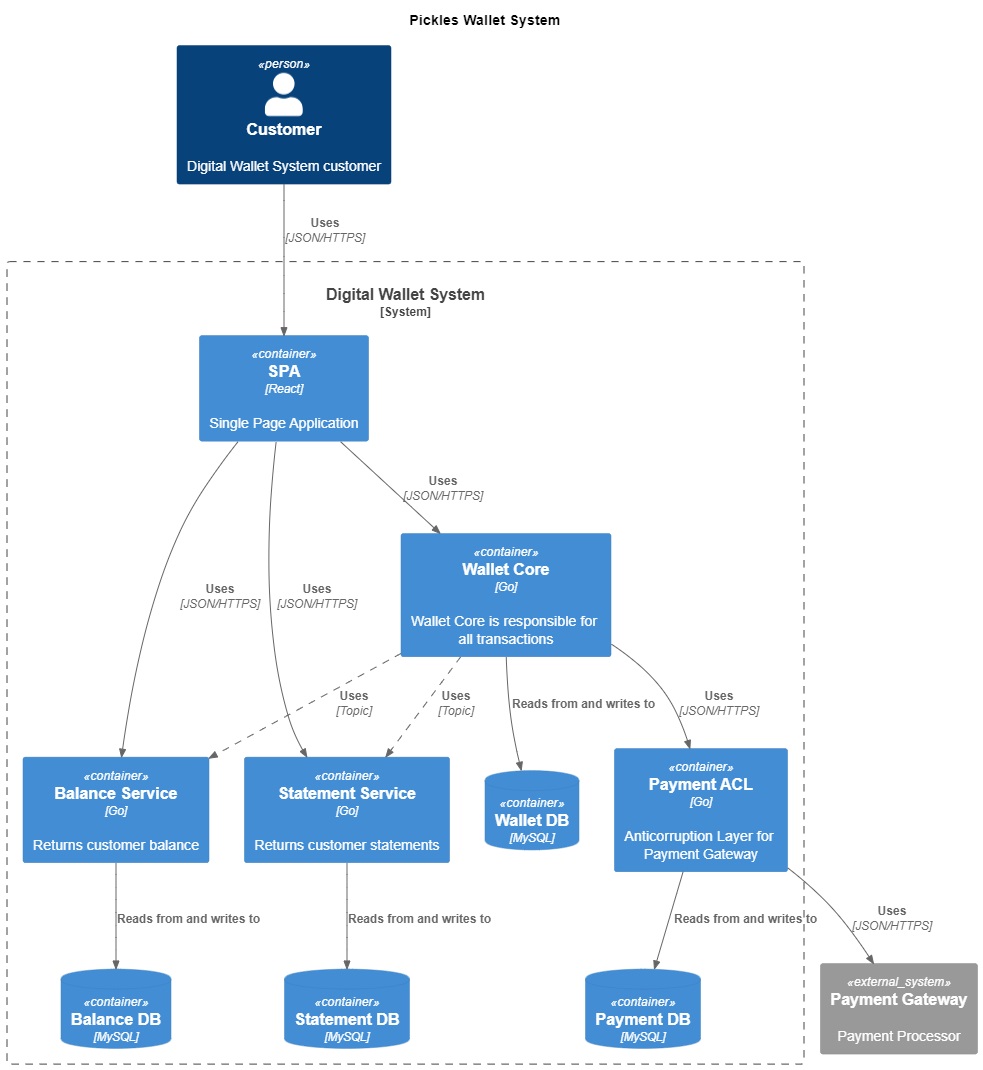 Pickles Wallet System
«person»
Customer
Digital Wallet System customer
Uses
[JSON/HTTPS]
Digital Wallet System
[System]
«container»
SPA
[React]
Single Page Application
Uses
[JSON/HTTPS]
«container»
Wallet Core
[Go]
Wallet Core is responsible for
all transactions
Uses
[JSON/HTTPS]
Uses
[JSON/HTTPS]
Uses
[Topic]
Uses
[Topic]
Reads from and writes to
Uses
[JSON/HTTPS]
«container»
Balance Service
[Go]
Returns customer balance
«container»
Statement Service
[Go]
Returns customer statements
«container»
Wallet DB
[MySQL]
«container»
Payment ACL
[Go]
Anticorruption Layer for
Payment Gateway
Reads from and writes to
Reads from and writes to
Reads from and writes to
Uses
[JSON/HTTPS]
«container»
Balance DB
[MySQL]
«container»
Statement DB
[MySQL]
«container»
Payment DB
[MySQL]
«external_system»
Payment Gateway
Payment Processor